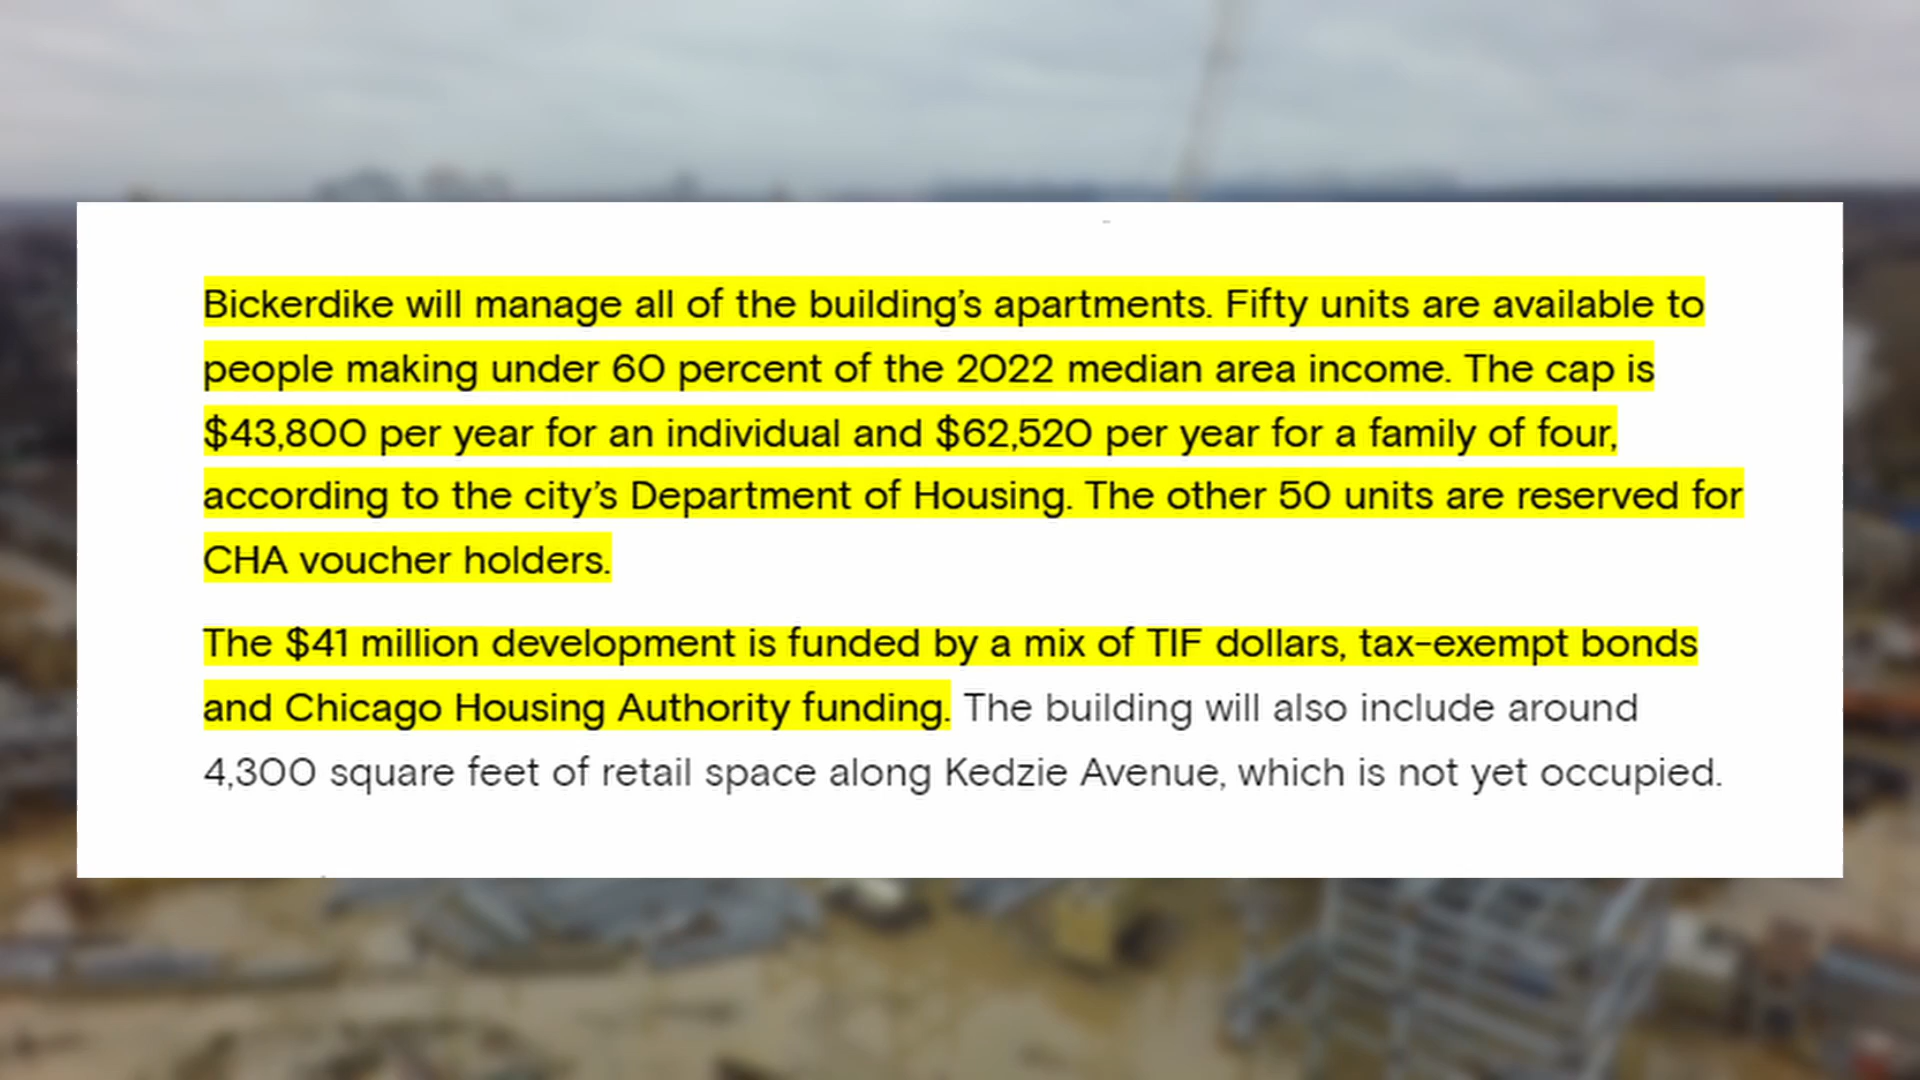 Bickerdike will manage all of the building’s apartments. Fifty units are available to
people making under 60 percent of the 2022 median area income. The cap is
$43,800 per year for an individual and $62,520 per year for a family of four,
according to the city’s Department of Housing. The other 50 units are reserved for
CHA voucher holders.
The $41 million development is funded by a mix of TIF dollars, tax-exempt bonds
and Chicago Housing Authority funding. The building will also include around
4,300 square feet of retail space along Kedzie Avenue, which is not yet occupied.